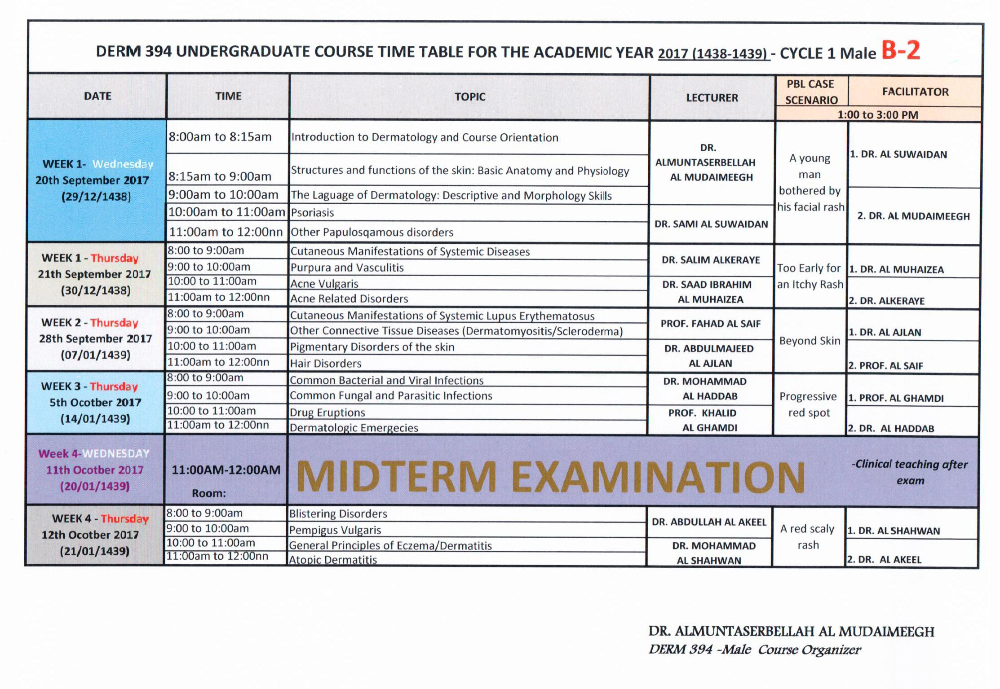 DERM 394 UNDERGRADUATE COURSE TIME TABLE FOR THE ACADEMIC YEAR 2017 (1438-1439) - CYCLE 1 Male B-2
DATE
TIME
TOPIC
LECTURER
PBL CASE
SCENARIO
FACILITATOR
1:00 to 3:00 PM
WEEK 1- Wednesday
20th September 2017
(29/12/1438)
8:00am to 8:15am
Introduction to Dermatology and Course Orientation
8:15am to 9:00am
Structures and functions of the skin: Basic Anatomy and Physiology
9:00am to 10:00am
The Laguage of Dermatology: Descriptive and Morphology Skills
DR.
ALMUNTASERBELLAH
AL MUDAIMEEGH
10:00am to 11:00am
Psoriasis
11:00am to 12:00nn
Other Papulosqamous disorders
DR. SAMI AL SUWAIDAN
A young
man
bothered by
his facial rash
1. DR. AL SUWAIDAN
2. DR. AL MUDAIMEEGH
WEEK 1 - Thursday
21th September 2017
(30/12/1438)
8:00 to 9:00am
Cutaneous Manifestations of Systemic Diseases
9:00 to 10:00am
Purpura and Vasculitis
DR. SALIM ALKERAYE
10:00 to 11:00am
Acne Vulgaris
11:00am to 12:00nn
Acne Related Disorders
DR. SAAD IBRAHIM
AL MUHAIZEA
Too Early for
an Itchy Rash
1. DR. AL MUHAIZEA
2. DR. ALKERAYE
WEEK 2 - Thursday
28th September 2017
(07/01/1439)
8:00 to 9:00am
Cutaneous Manifestations of Systemic Lupus Erythematosus
9:00 to 10:00am
Other Connective Tissue Diseases (Dermatomyositis/Scleroderma)
PROF. FAHAD AL SAIF
10:00 to 11:00am
Pigmentary Disorders of the skin
11:00am to 12:00nn
Hair Disorders
DR. ABDULMAJEED
AL AJLAN
Beyond Skin
1. DR. AL AJLAN
2. PROF. AL SAIF
WEEK 3 - Thursday
5th Ocotber 2017
(14/01/1439)
8:00 to 9:00am
Common Bacterial and Viral Infections
9:00 to 10:00am
Common Fungal and Parasitic Infections
DR. MOHAMMAD
AL HADDAB
10:00 to 11:00am
Drug Eruptions
11:00am to 12:00nn
Dermatologic Emergecies
PROF. KHALID
AL GHAMDI
Progressive
red spot
1. PROF. AL GHAMDI
2. DR. AL HADDAB
Week 4-WEDNESDAY
11th Ocotber 2017
(20/01/1439)
11:00AM-12:00AM
Room:
MIDTERM EXAMINATION
-Clinical teaching after
exam
WEEK 4 - Thursday
12th Ocotber 2017
(21/01/1439)
8:00 to 9:00am
Blistering Disorders
9:00 to 10:00am
Pempigus Vulgaris
DR. ABDULLAH AL AKEEL
10:00 to 11:00am
General Principles of Eczema/Dermatitis
11:00am to 12:00nn
Atopic Dermatitis
DR. MOHAMMAD
AL SHAHWAN
A red scaly
rash
1. DR. AL SHAHWAN
2. DR. AL AKEEL
DR. ALMUNTASERBELLAH AL MUDAIMEEGH
DERM 394 -Male Course Organizer